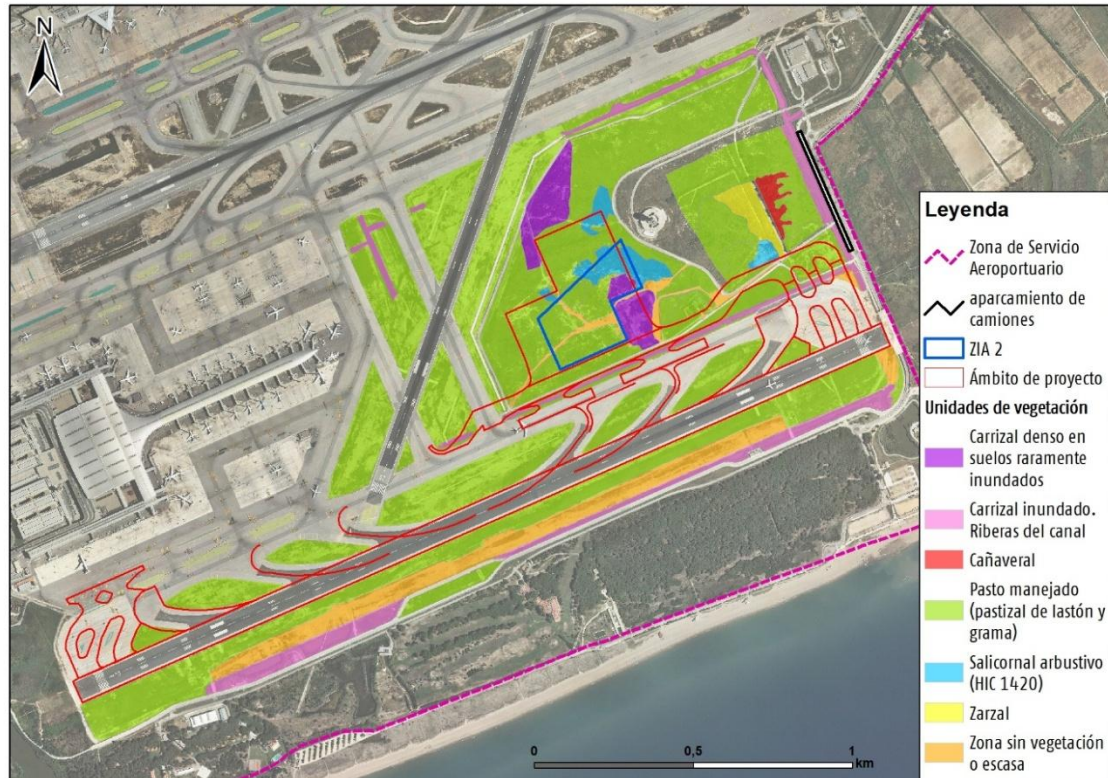 N
Leyenda
Zona de Servicio
Aeroportuario
aparcamiento de
camiones
ZIA 2
Ámbito de proyecto
Unidades de vegetación
Carrizal denso en
suelos raramente
inundados
Carrizal inundado.
Riberas del canal
Cañaveral
Pasto manejado
(pastizal de lastón y
grama)
Salicornal arbustivo
(HIC 1420)
Zarzal
Zona sin vegetación
o escasa
0
0,5
1
km